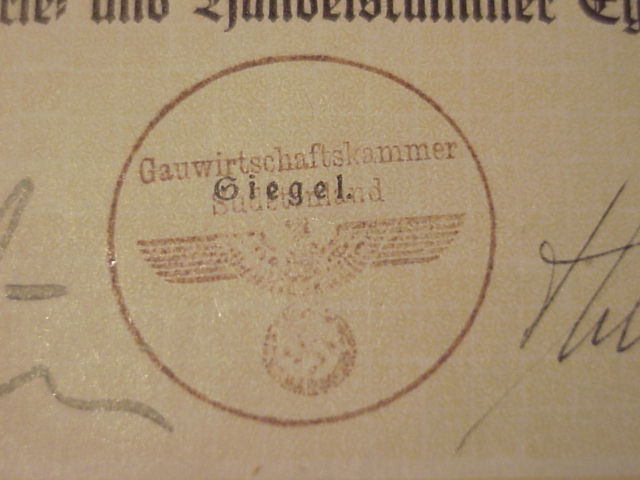 und Handelskammer
Gauwirtschaftskammer
Siegel.
Sudetenland